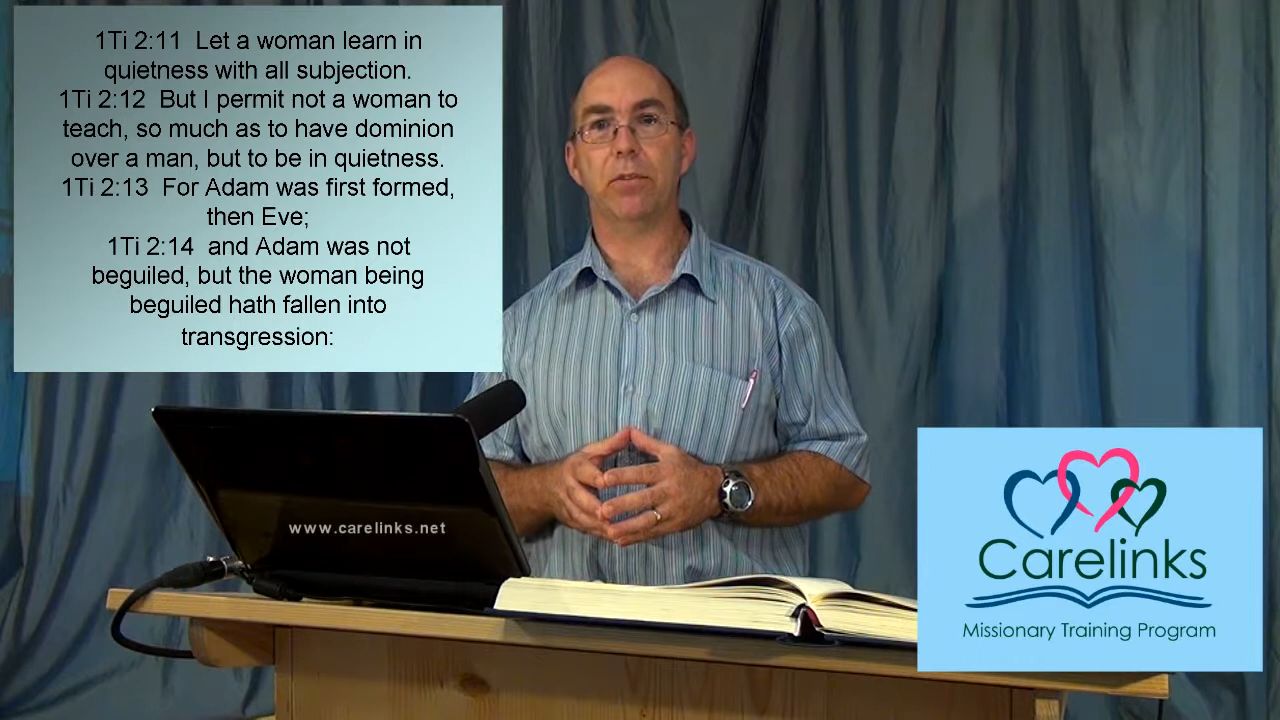 1Ti 2:11  Let a woman learn in
quietness with all subjection.
1Ti 2:12  But I permit not a woman to
teach, so much as to have dominion
over a man, but to be in quietness.
1Ti 2:13  For Adam was first formed,
then Eve;
1Ti 2:14  and Adam was not
beguiled, but the woman being
beguiled hath fallen into
transgression:
www.carelinks.net
Carelinks
Missionary Training Program